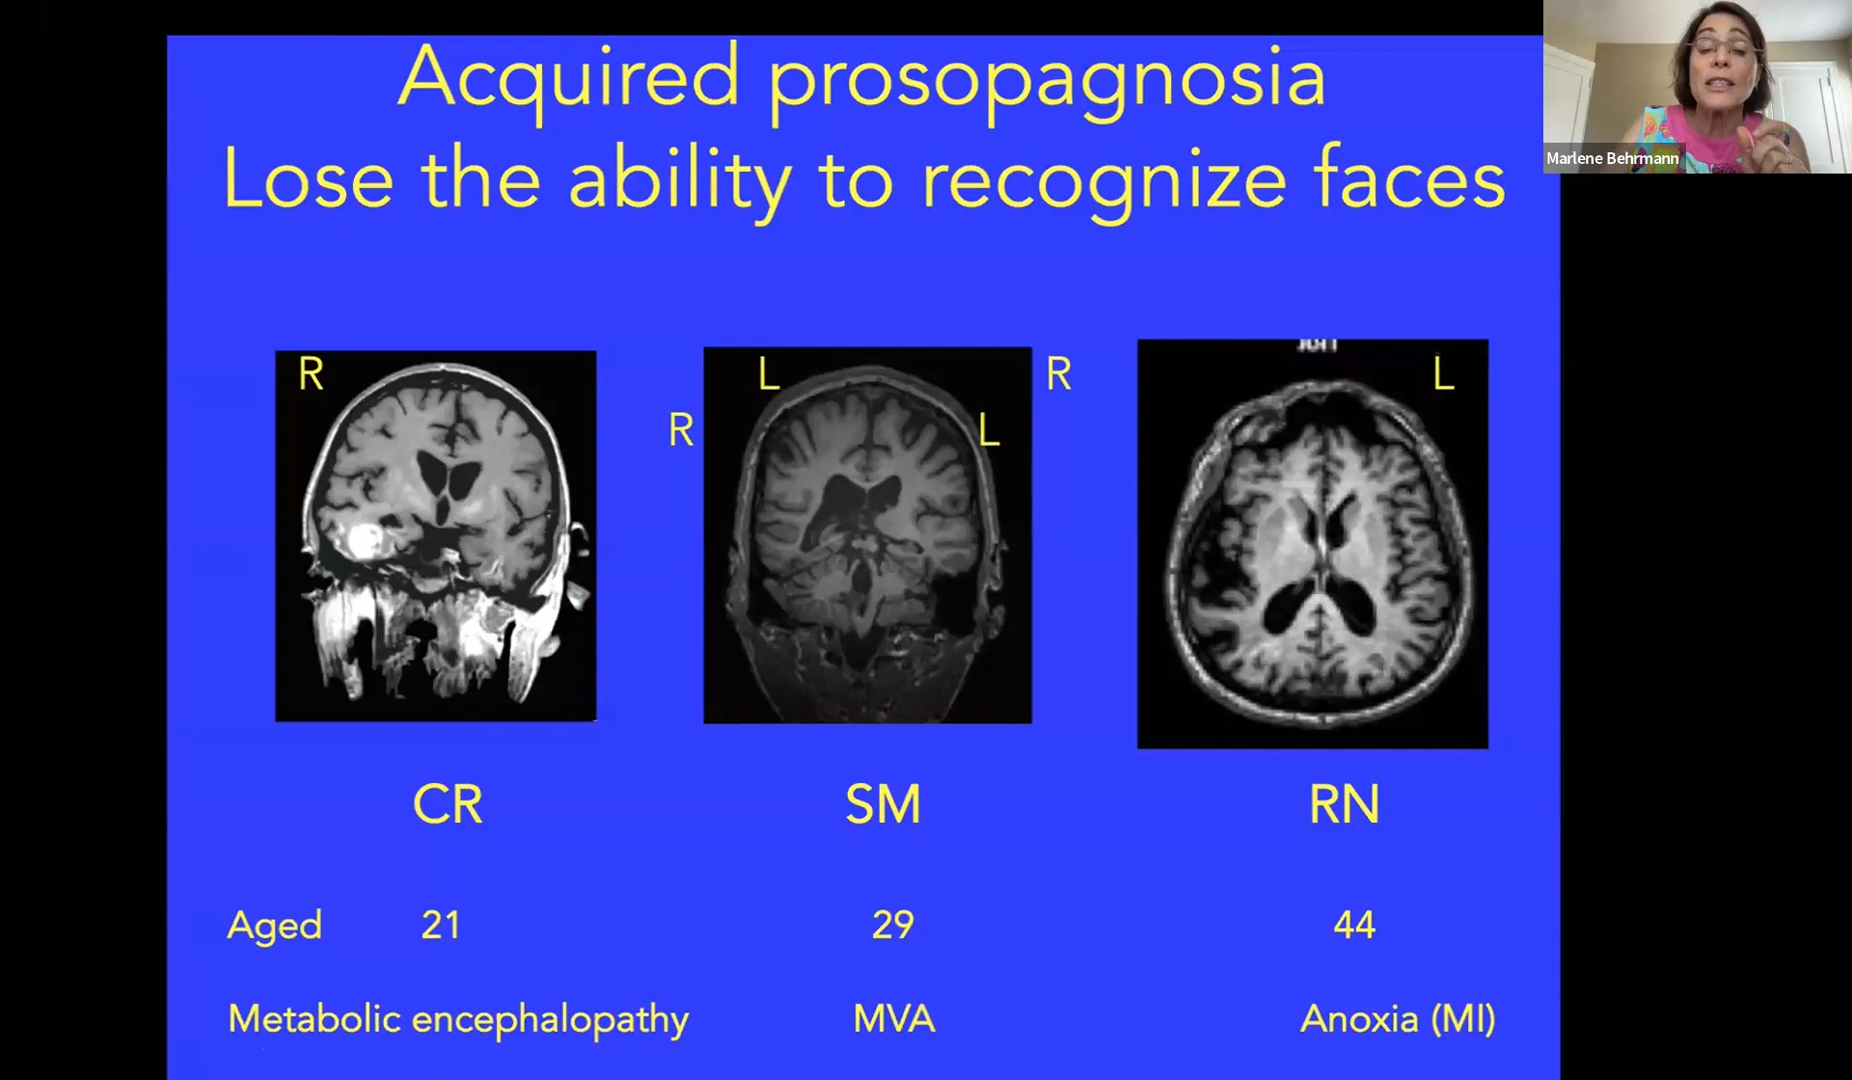 Acquired prosopagnosia
Lose the ability to recognize faces
Marlene Behrmann
R L R L
R L
CR SM RN
Aged 21 29 44
Metabolic encephalopathy MVA Anoxia (MI)